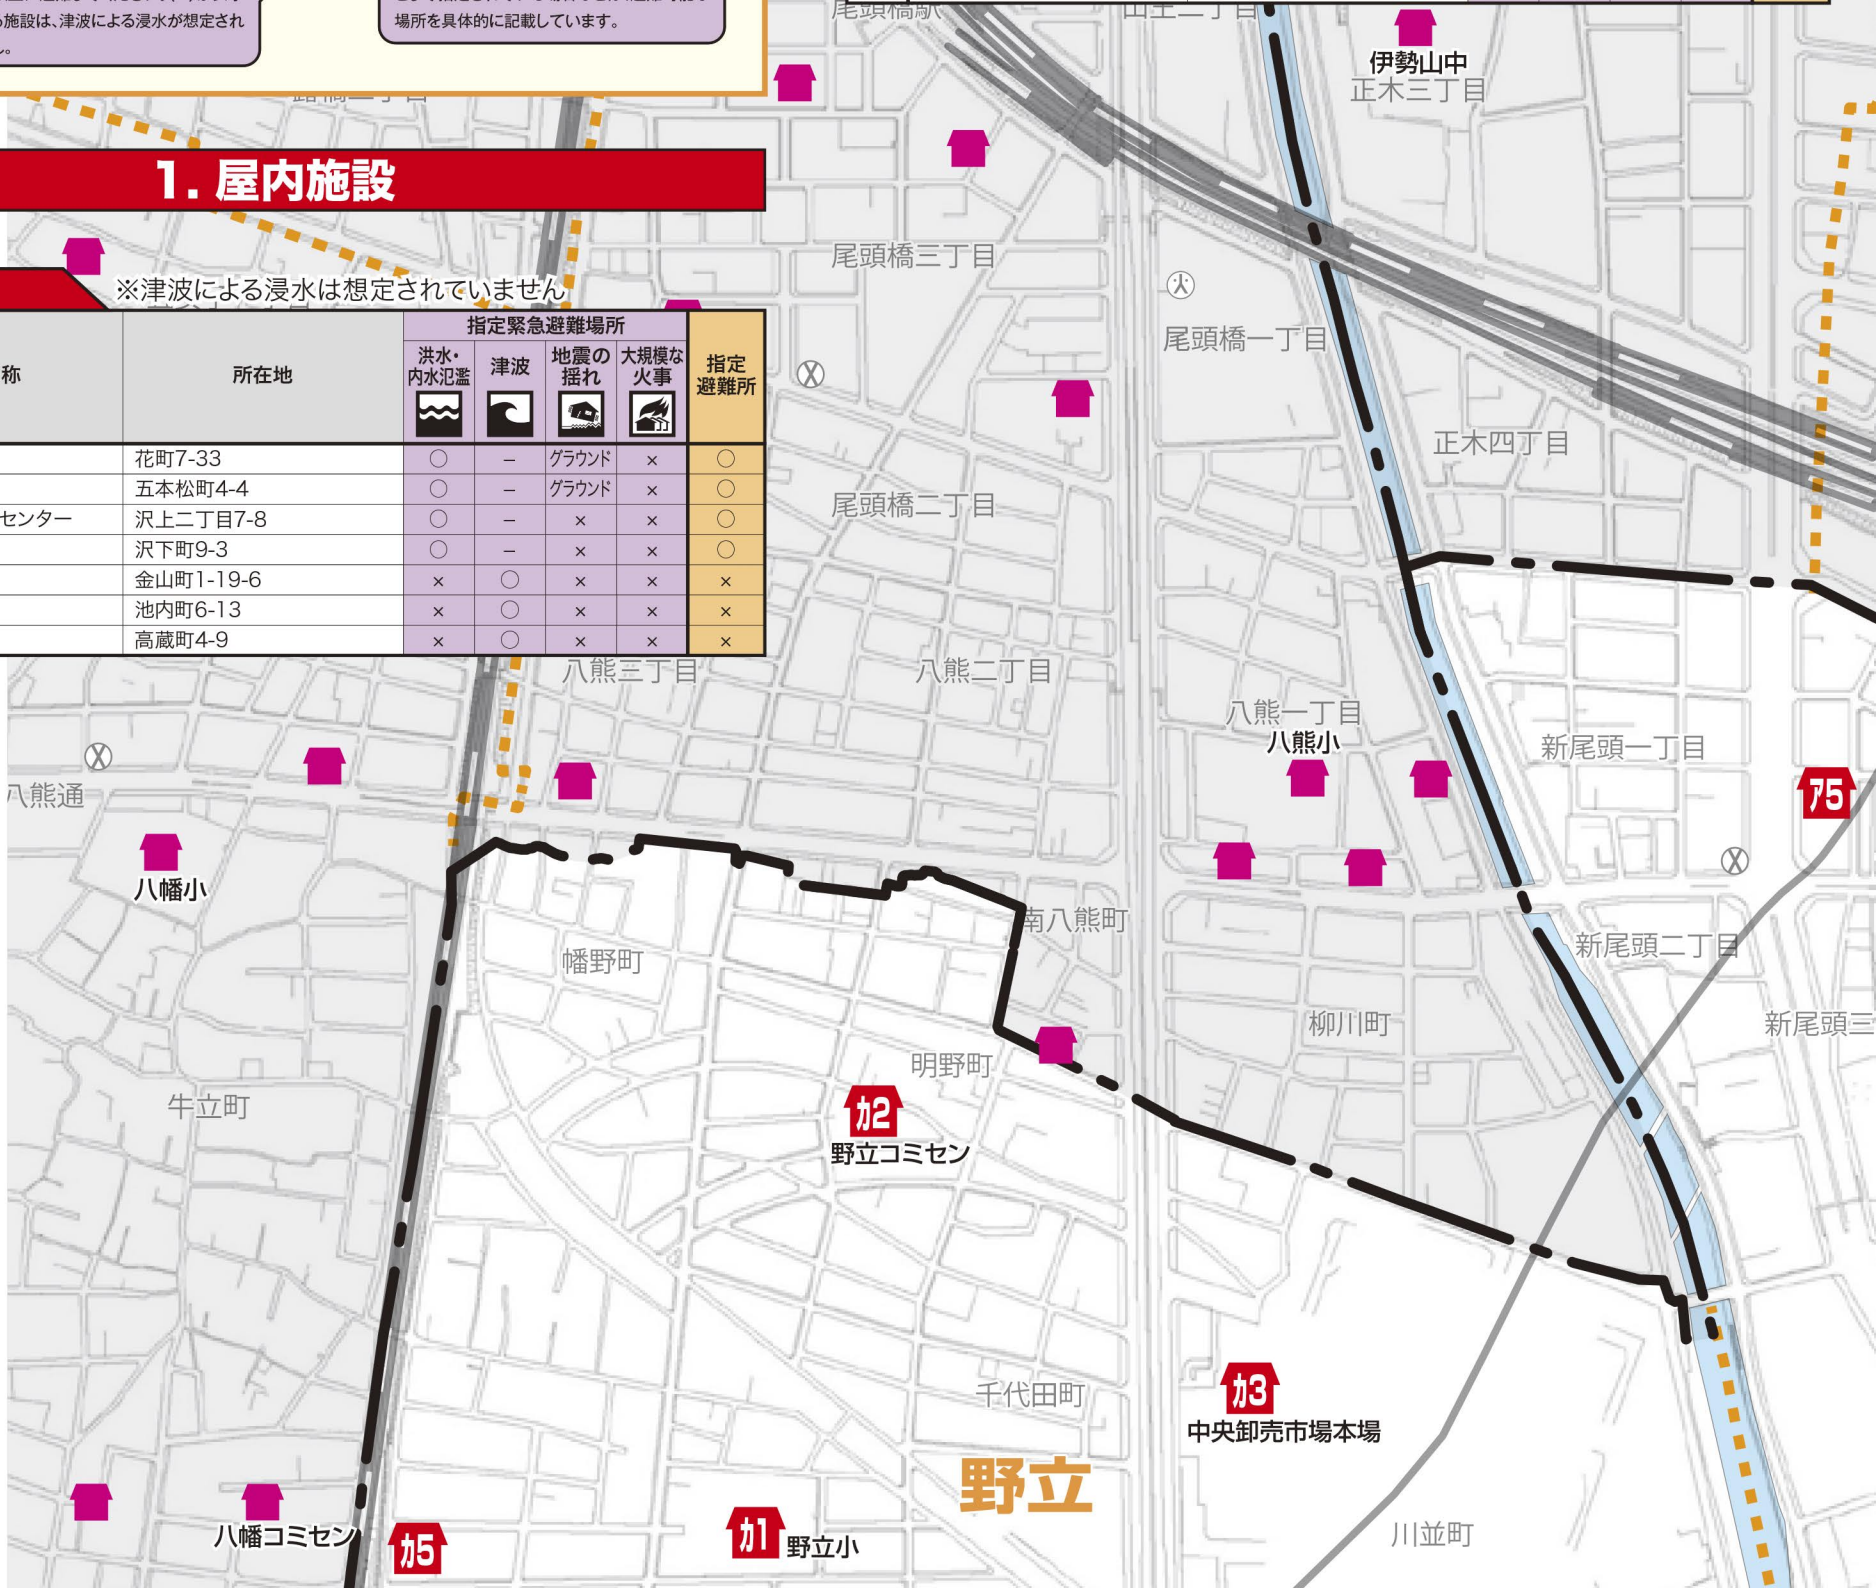 施設は、津波による浸水が想定され
場所を具体的に記載しています。
1. 屋内施設
※津波による浸水は想定されていません
称
所在地
指定緊急避難場所
洪水・
内水氾濫
津波
地震の
揺れ
大規模な
火事
指定
避難所
花町7-33 ○ − グラウンド × ○
五本松町4-4 ○ − グラウンド × ○
センター 沢上二丁目7-8 ○ − × × ○
沢下町9-3 ○ − × × ○
金山町1-19-6 × ○ × × ×
池内町6-13 × ○ × × ×
高蔵町4-9 × ○ × × ×
尾頭橋駅
伊勢山中
正木三丁目
尾頭橋三丁目
火
尾頭橋一丁目
正木四丁目
尾頭橋二丁目
八熊三丁目
八熊二丁目
八熊一丁目
八熊小
新尾頭一丁目
ア5
八熊通
八幡小
南八熊町
新尾頭二丁目
幡野町
柳川町
新尾頭三
明野町
牛立町
カ2
野立コミセン
千代田町
カ3
中央卸売市場本場
野立
川並町
八幡コミセン
カ5
カ1
野立小